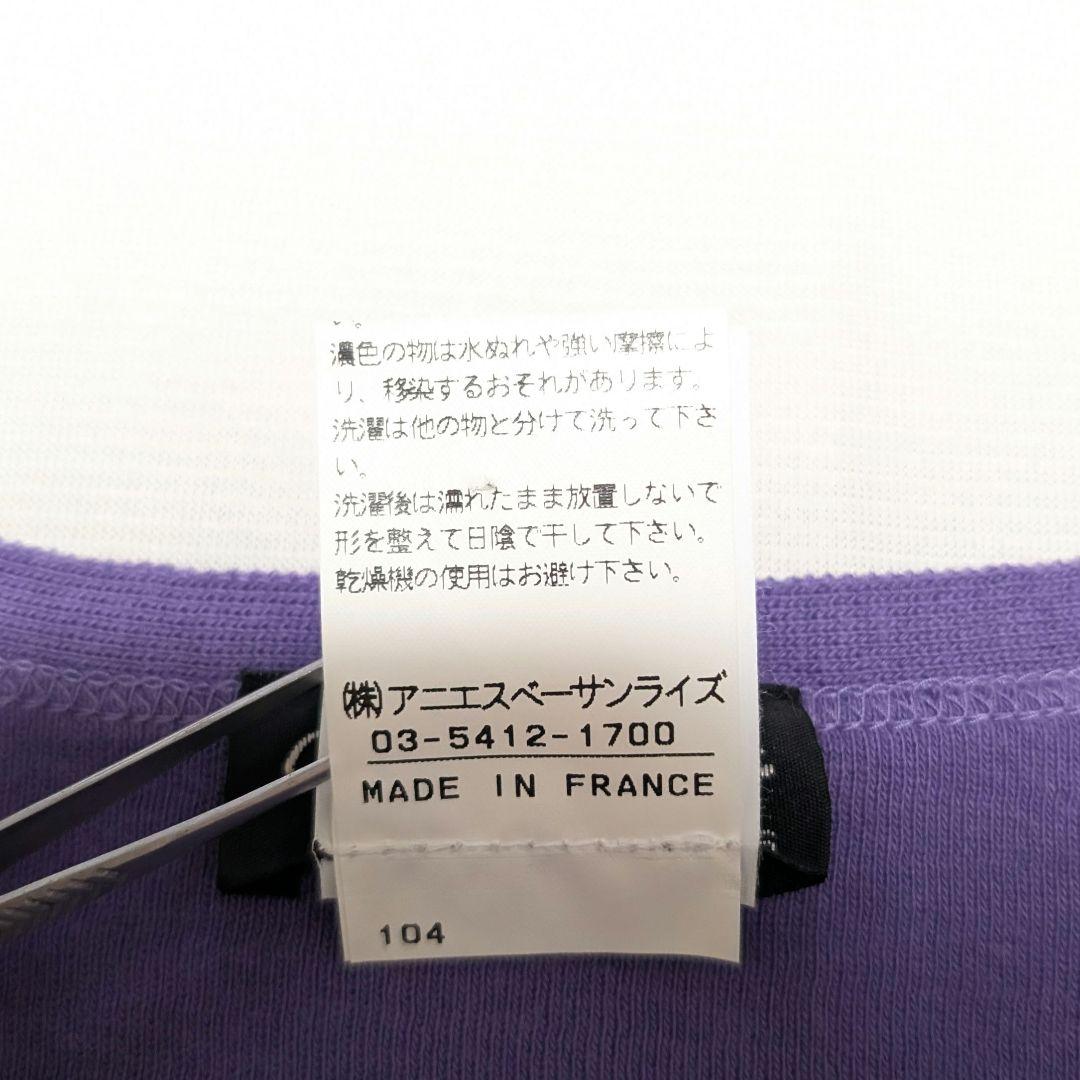 い。
濃色の物は水ぬれや強い摩擦によ
り、移染するおそれがあります。
洗濯は他の物と分けて洗って下さ
い。
洗濯後は濡れたまま放置しないで
形を整えて日陰で干して下さい。
乾燥機の使用はお避け下さい。
㈱アニエスベーサンライズ
03-5412-1700
MADE IN FRANCE
104